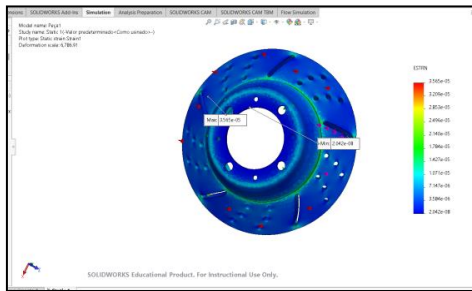 SOLIDWORKS Add-Ins Simulation Analysis Preparation SOLIDWORKS CAM SOLIDWORKS CAM TBM Flow Simulation
Model name: Pieza1
Study name: Static 1(-Valor predeterminado<Como usinado>-)
Plot type: Static strain Strain1
Deformation scale: 6,786.91
ESTRN
3.565e-05
3.209e-05
2.853e-05
2.496e-05
2.140e-05
1.784e-05
1.427e-05
1.071e-05
7.147e-06
3.584e-06
2.042e-08
Max: 3.565e-05
Min: 2.042e-08
SOLIDWORKS Educational Product. For Instructional Use Only.